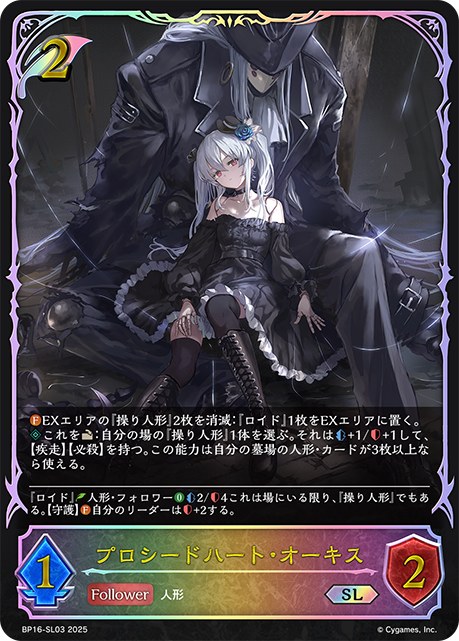 2
EXエリアの『操り人形』2枚を消滅:『ロイド』1枚をEXエリアに置く。
これを:自分の場の『操り人形』1体を選ぶ。それは+1/+1して、
【疾走】【必殺】を持つ。この能力は自分の墓場の人形・カードが3枚以上な
ら使える。
『ロイド』人形・フォロワー 0 2/4 これは場にいる限り、『操り人形』でもあ
る。【守護】 F 自分のリーダーは+2する。
プロシードハート・オーキス
1
Follower 人形
SL
2
BP16-SL03 2025
© Cygames, Inc.